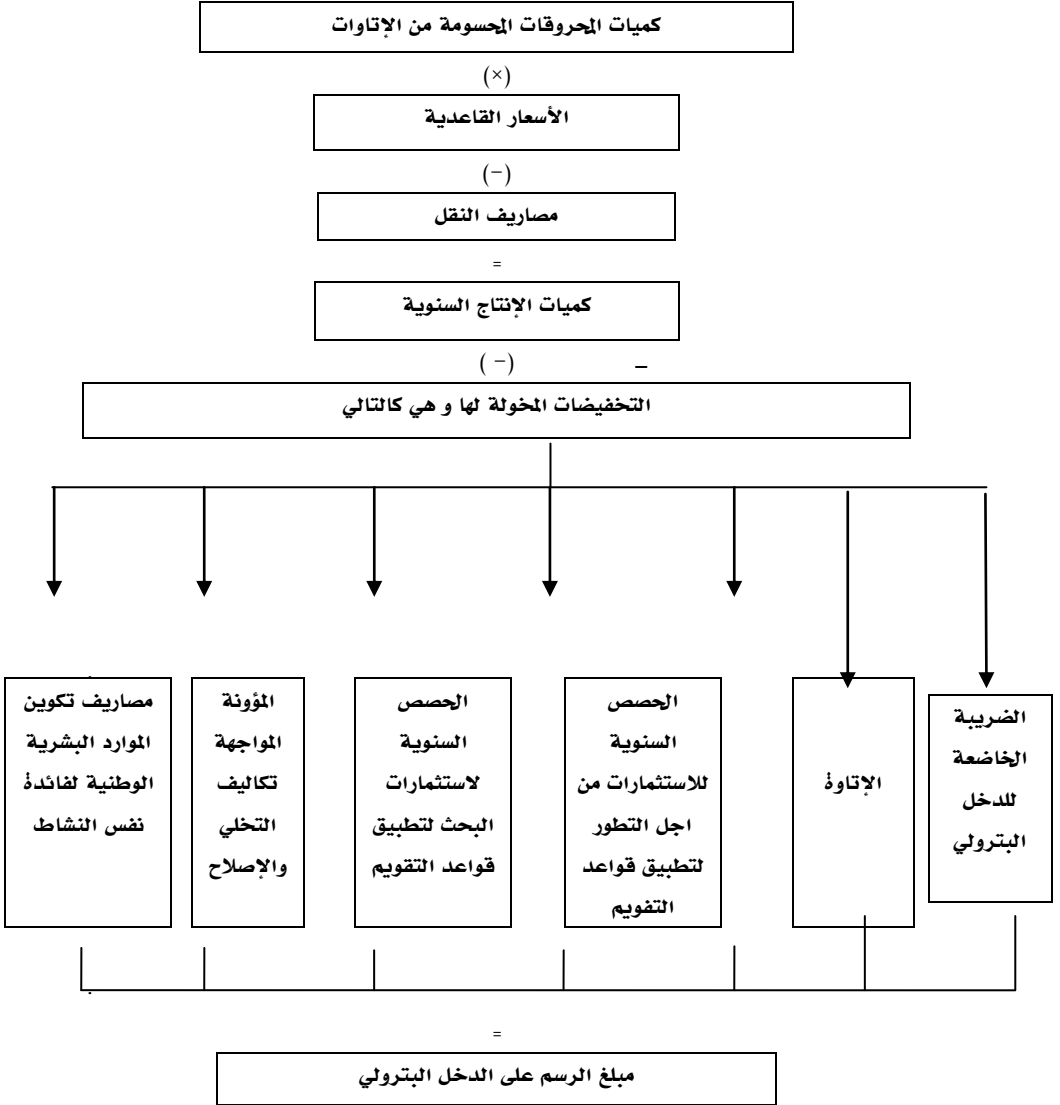 كميات المحروقات المحسومة من الإتاوات
(×)
الأسعار القاعدية
(−)
مصاريف النقل
=
كميات الإنتاج السنوية
( −) −
التخفيضات المخولة لها و هي كالتالي
الضريبة
الخاضعة
للدخل
البترولي
الإتاوة
الحصص
السنوية
للاستثمارات من
اجل التطور
لتطبيق قواعد
التفويم
الحصص
السنوية
لاستثمارات
البحث لتطبيق
قواعد التقويم
المؤونة
المواجهة
تكاليف
التخلي
والإصلاح
مصاريف تكوين
الموارد البشرية
الوطنية لفائدة
نفس النشاط
=
مبلغ الرسم على الدخل البترولي